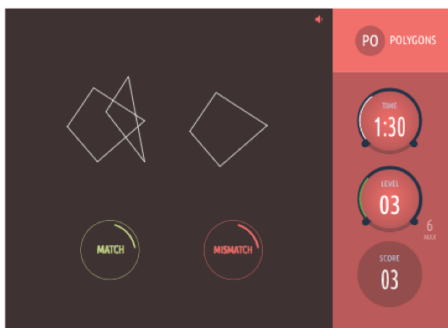 PO POLYGONS
TIME
1:30
LEVEL
03
6
MAX
SCORE
03
MATCH
MISMATCH